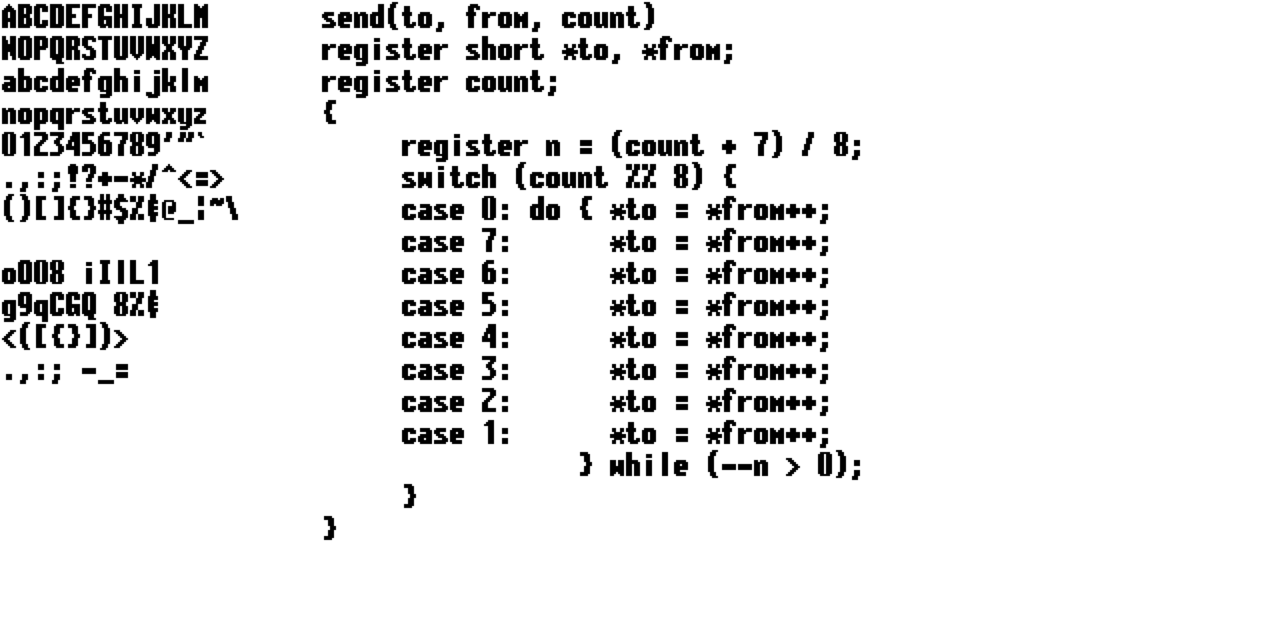 ABCDEFGHIJKLM
NOPQRSTUVWXYZ
abcdefghijklm
nopqrstuvwxyz
0123456789'"`
.,:;!?+-*/^<=>
()[]{}#$%&@_¦~\
oO08 iIlL1
g9qCGQ 8%&
<([{}])>
.,:; -_=
send(to, from, count)
register short *to, *from;
register count;
{
     register n = (count + 7) / 8;
     switch (count %% 8) {
     case 0: do { *to = *from++;
     case 7:      *to = *from++;
     case 6:      *to = *from++;
     case 5:      *to = *from++;
     case 4:      *to = *from++;
     case 3:      *to = *from++;
     case 2:      *to = *from++;
     case 1:      *to = *from++;
                } while (--n > 0);
     }
}